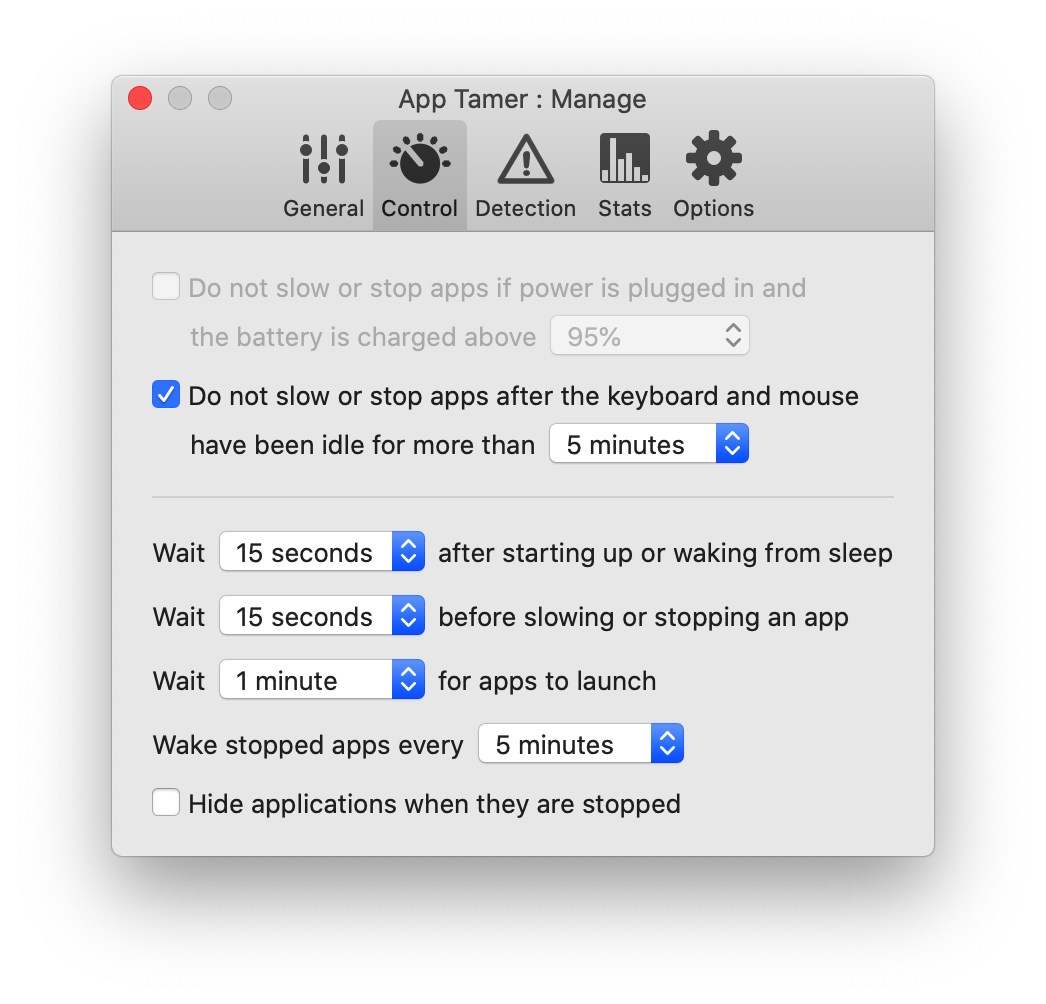 App Tamer : Manage
General Control Detection Stats Options
Do not slow or stop apps if power is plugged in and
the battery is charged above 95%
Do not slow or stop apps after the keyboard and mouse
have been idle for more than 5 minutes
Wait 15 seconds after starting up or waking from sleep
Wait 15 seconds before slowing or stopping an app
Wait 1 minute for apps to launch
Wake stopped apps every 5 minutes
Hide applications when they are stopped